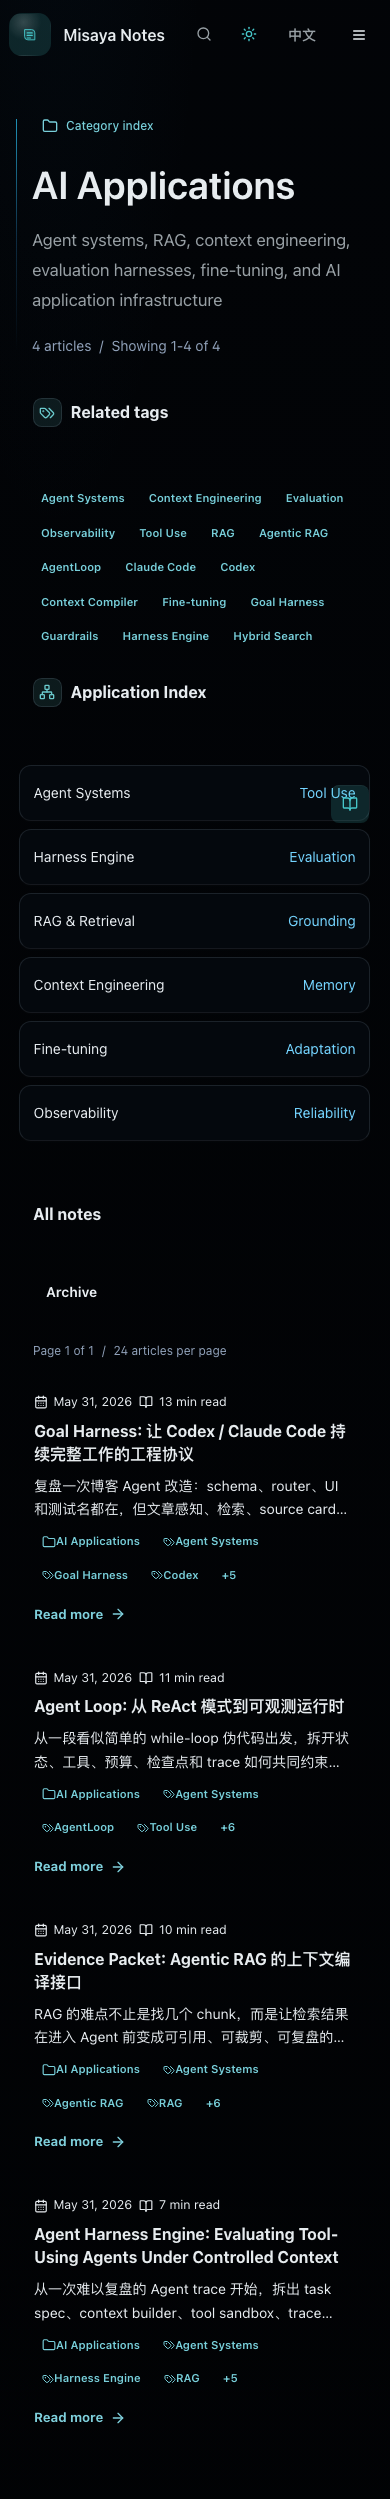 Misaya Notes
中文
Category index
AI Applications
Agent systems, RAG, context engineering,
evaluation harnesses, fine-tuning, and AI
application infrastructure
4 articles / Showing 1-4 of 4
Related tags
Agent Systems Context Engineering Evaluation
Observability Tool Use RAG Agentic RAG
AgentLoop Claude Code Codex
Context Compiler Fine-tuning Goal Harness
Guardrails Harness Engine Hybrid Search
Application Index
Agent Systems Tool Use
Harness Engine Evaluation
RAG & Retrieval Grounding
Context Engineering Memory
Fine-tuning Adaptation
Observability Reliability
All notes
Archive
Page 1 of 1 / 24 articles per page
May 31, 2026 13 min read
Goal Harness: 让 Codex / Claude Code 持
续完整工作的工程协议
复盘一次博客 Agent 改造：schema、router、UI
和测试名都在，但文章感知、检索、source card...
AI Applications Agent Systems
Goal Harness Codex +5
Read more
May 31, 2026 11 min read
Agent Loop: 从 ReAct 模式到可观测运行时
从一段看似简单的 while-loop 伪代码出发，拆开状
态、工具、预算、检查点和 trace 如何共同约束...
AI Applications Agent Systems
AgentLoop Tool Use +6
Read more
May 31, 2026 10 min read
Evidence Packet: Agentic RAG 的上下文编
译接口
RAG 的难点不止是找几个 chunk，而是让检索结果
在进入 Agent 前变成可引用、可裁剪、可复盘的...
AI Applications Agent Systems
Agentic RAG RAG +6
Read more
May 31, 2026 7 min read
Agent Harness Engine: Evaluating Tool-
Using Agents Under Controlled Context
从一次难以复盘的 Agent trace 开始，拆出 task
spec、context builder、tool sandbox、trace...
AI Applications Agent Systems
Harness Engine RAG +5
Read more